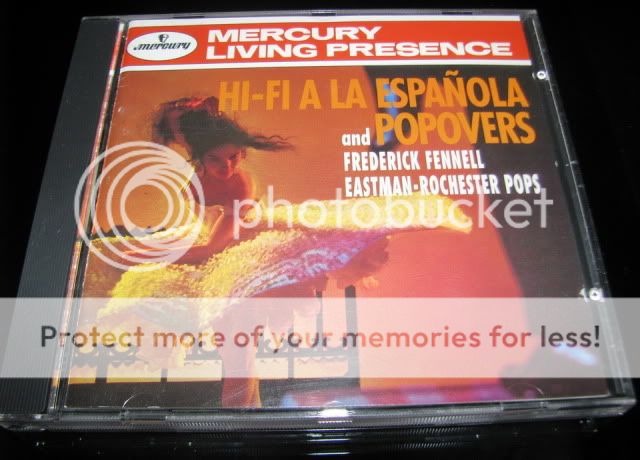 MERCURY
LIVING PRESENCE
mercury
HI-FI A LA ESPAÑOLA
and POPOVERS
FREDERICK FENNELL
EASTMAN-ROCHESTER POPS
photobucket
Protect more of your memories for less!